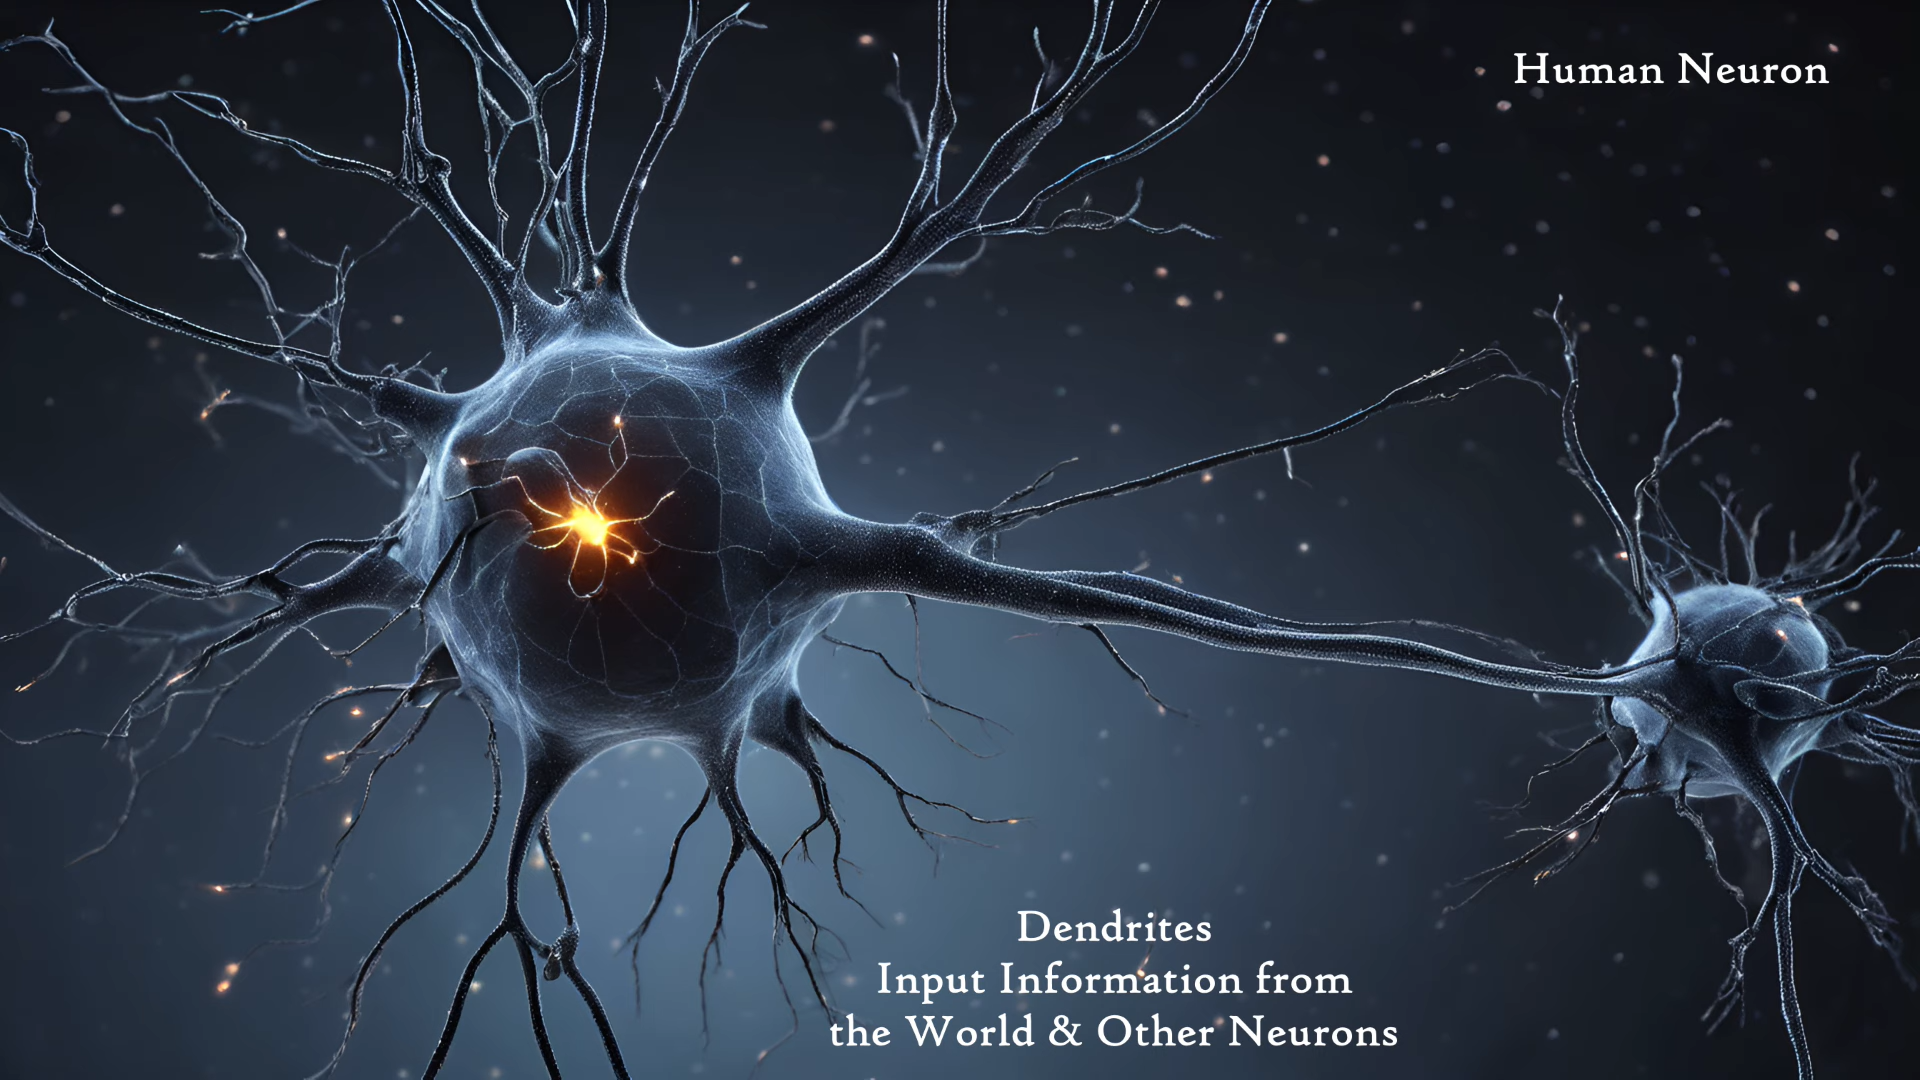 Human Neuron
Dendrites
Input Information from
the World & Other Neurons